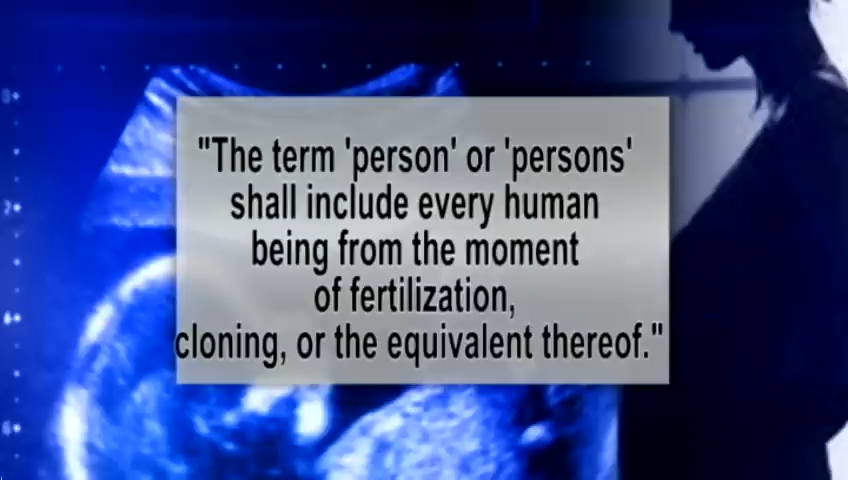 "The term 'person' or 'persons'
shall include every human
being from the moment
of fertilization,
cloning, or the equivalent thereof."